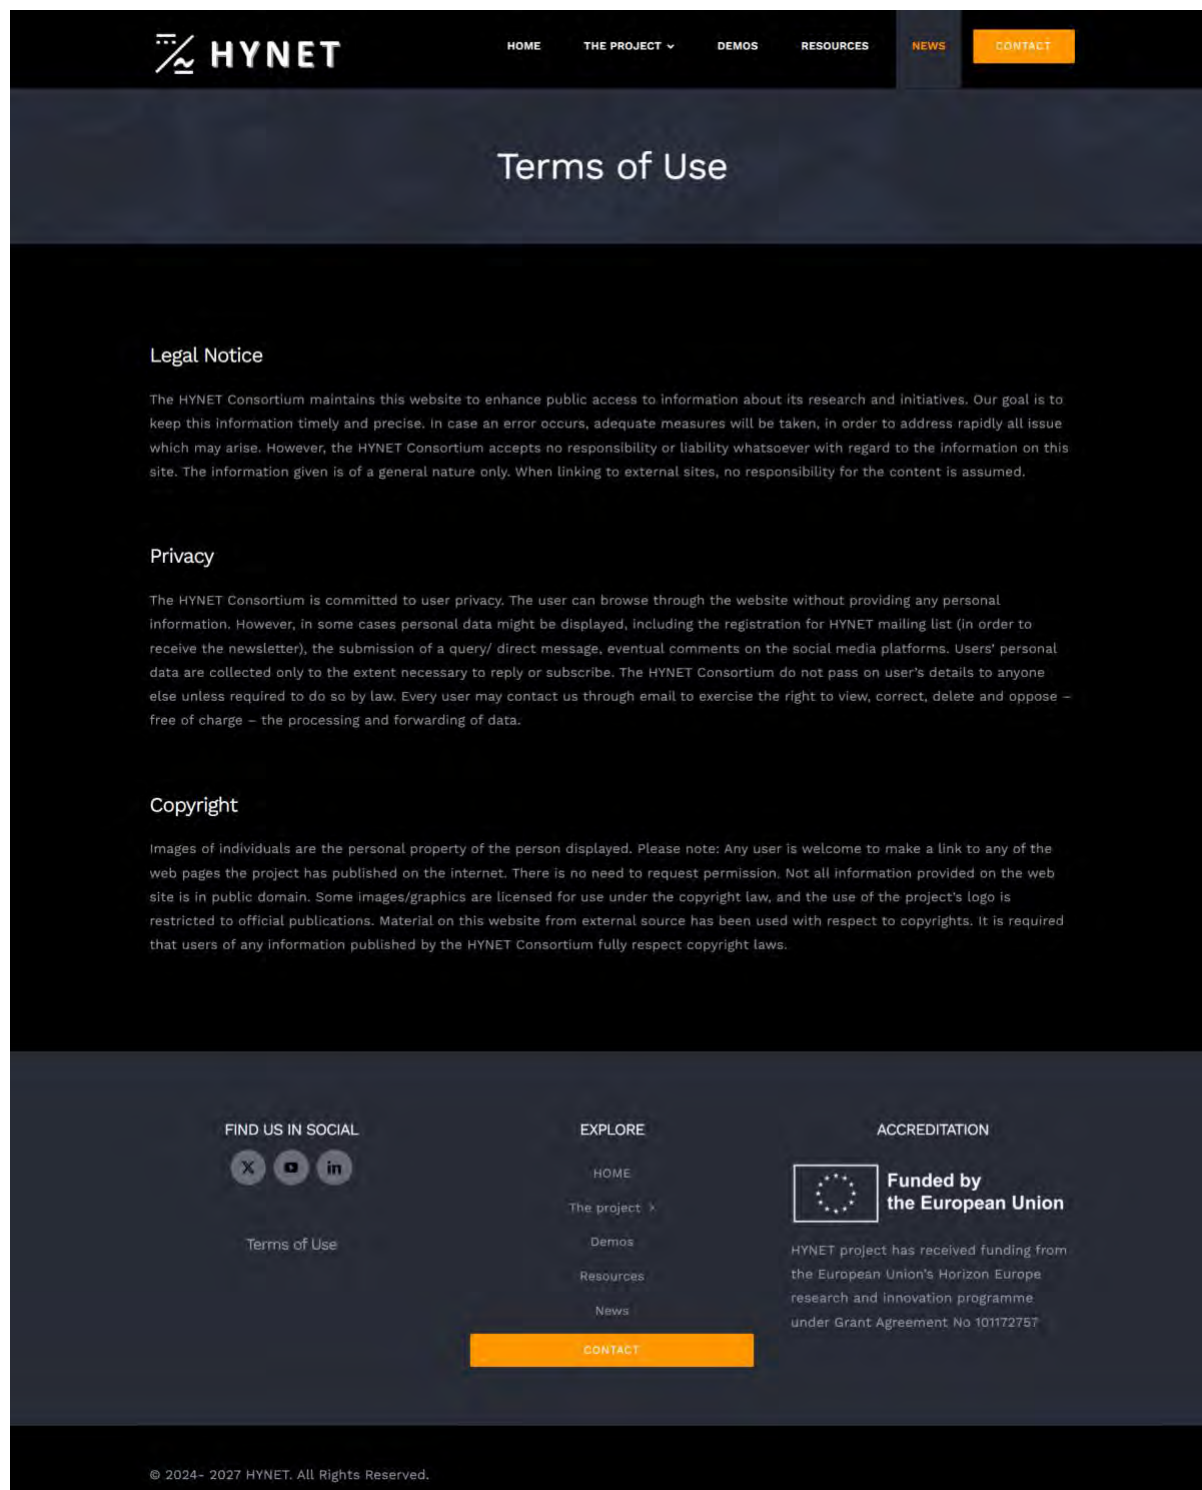 HYNET
HOME THE PROJECT DEMOS RESOURCES NEWS CONTACT
Terms of Use
Legal Notice
The HYNET Consortium maintains this website to enhance public access to information about its research and initiatives. Our goal is to
keep this information timely and precise. In case an error occurs, adequate measures will be taken, in order to address rapidly all issue
which may arise. However, the HYNET Consortium accepts no responsibility or liability whatsoever with regard to the information on this
site. The information given is of a general nature only. When linking to external sites, no responsibility for the content is assumed.
Privacy
The HYNET Consortium is committed to user privacy. The user can browse through the website without providing any personal
information. However, in some cases personal data might be displayed, including the registration for HYNET mailing list (in order to
receive the newsletter), the submission of a query/ direct message, eventual comments on the social media platforms. Users’ personal
data are collected only to the extent necessary to reply or subscribe. The HYNET Consortium do not pass on user’s details to anyone
else unless required to do so by law. Every user may contact us through email to exercise the right to view, correct, delete and oppose –
free of charge – the processing and forwarding of data.
Copyright
Images of individuals are the personal property of the person displayed. Please note: Any user is welcome to make a link to any of the
web pages the project has published on the internet. There is no need to request permission. Not all information provided on the web
site is in public domain. Some images/graphics are licensed for use under the copyright law, and the use of the project’s logo is
restricted to official publications. Material on this website from external source has been used with respect to copyrights. It is required
that users of any information published by the HYNET Consortium fully respect copyright laws.
FIND US IN SOCIAL
Terms of Use
EXPLORE
HOME
The project >
Demos
Resources
News
CONTACT
ACCREDITATION
Funded by
the European Union
HYNET project has received funding from
the European Union’s Horizon Europe
research and innovation programme
under Grant Agreement No 101172757
© 2024- 2027 HYNET. All Rights Reserved.